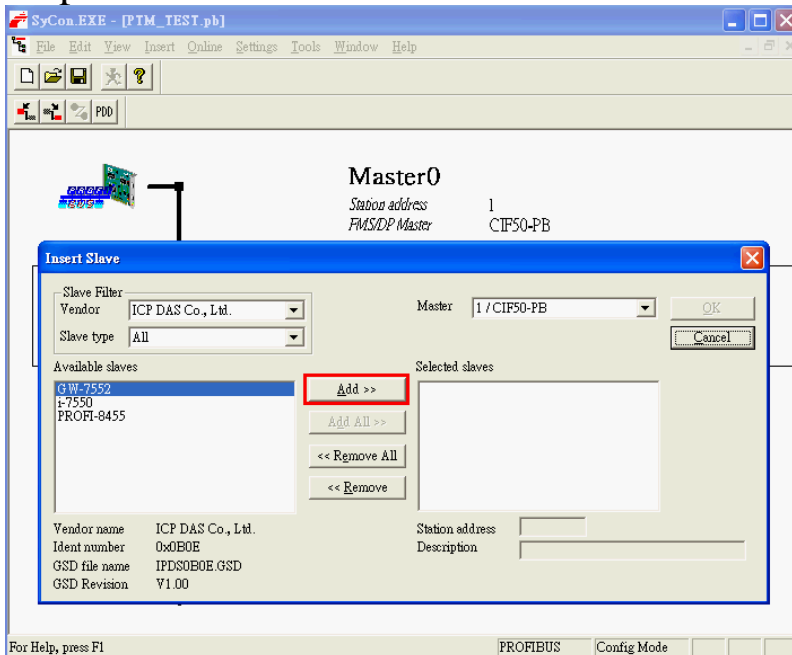 SyCon.EXE - [PTM_TEST.pb]
File Edit View Insert Online Settings Tools Window Help
PDD
Master0
Station address 1
FMS/DP Master CIF50-PB
Insert Slave
Slave Filter
Vendor ICP DAS Co., Ltd.
Master 1 / CIF50-PB
OK
Slave type All
Cancel
Available slaves
Selected slaves
GW-7552
i-7550
PROFI-8455
Add >>
Add All >>
<< Remove All
<< Remove
Vendor name ICP DAS Co., Ltd.
Station address
Ident number 0x0B0E
Description
GSD file name IPDS0B0E.GSD
GSD Revision V1.00
For Help, press F1
PROFIBUS Config Mode